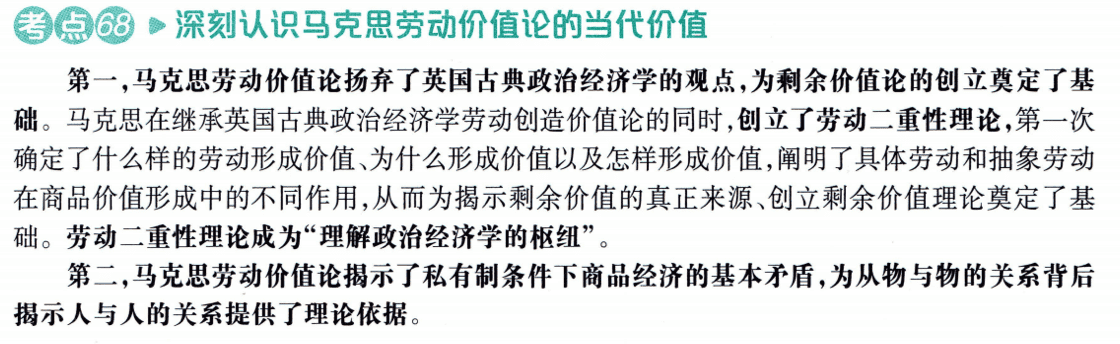 考点68 ▶ 深刻认识马克思劳动价值论的当代价值
第一，马克思劳动价值论扬弃了英国古典政治经济学的观点，为剩余价值论的创立奠定了基
础。马克思在继承英国古典政治经济学劳动创造价值论的同时，创立了劳动二重性理论，第一次
确定了什么样的劳动形成价值、为什么形成价值以及怎样形成价值，阐明了具体劳动和抽象劳动
在商品价值形成中的不同作用，从而为揭示剩余价值的真正来源、创立剩余价值理论奠定了基
础。劳动二重性理论成为“理解政治经济学的枢纽”。
第二，马克思劳动价值论揭示了私有制条件下商品经济的基本矛盾，为从物与物的关系背后
揭示人与人的关系提供了理论依据。